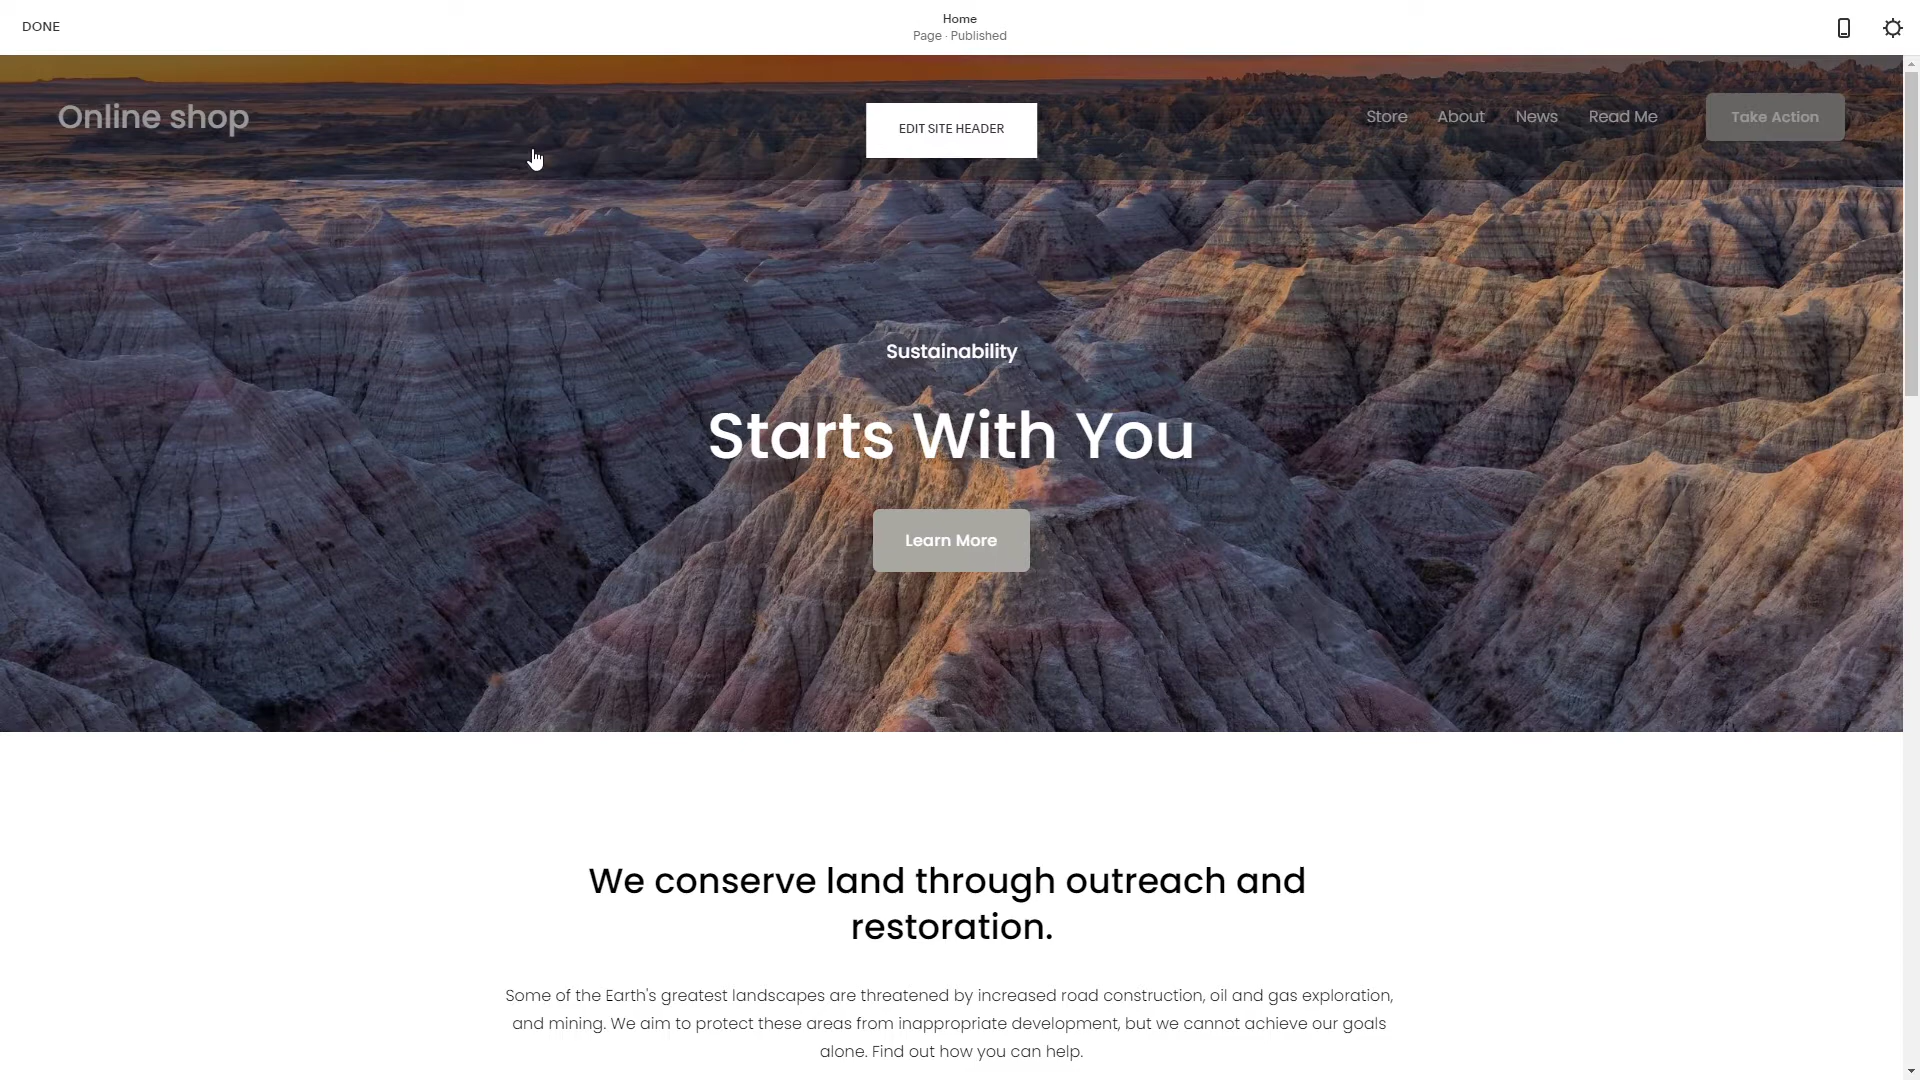 DONE
Home
Page · Published
Online shop
EDIT SITE HEADER
Store
About
News
Read Me
Take Action
Sustainability
Starts With You
Learn More
We conserve land through outreach and
restoration.
Some of the Earth's greatest landscapes are threatened by increased road construction, oil and gas exploration,
and mining. We aim to protect these areas from inappropriate development, but we cannot achieve our goals
alone. Find out how you can help.